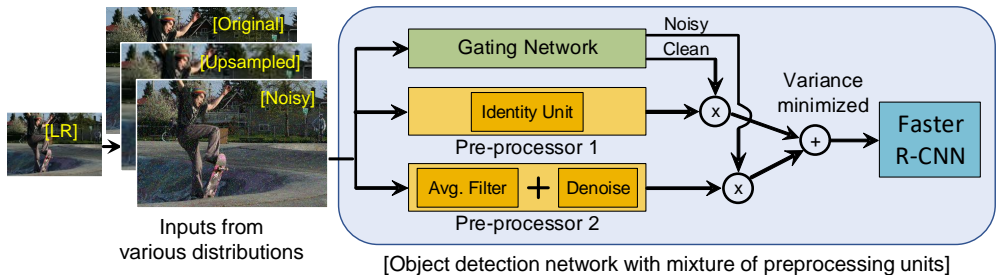 [Original]
[Upsampled]
[Noisy]
[LR]
Inputs from
various distributions
Gating Network
Noisy
Clean
Identity Unit
Pre-processor 1
Avg. Filter + Denoise
Pre-processor 2
x
x
Variance
minimized
+
Faster
R-CNN
[Object detection network with mixture of preprocessing units]